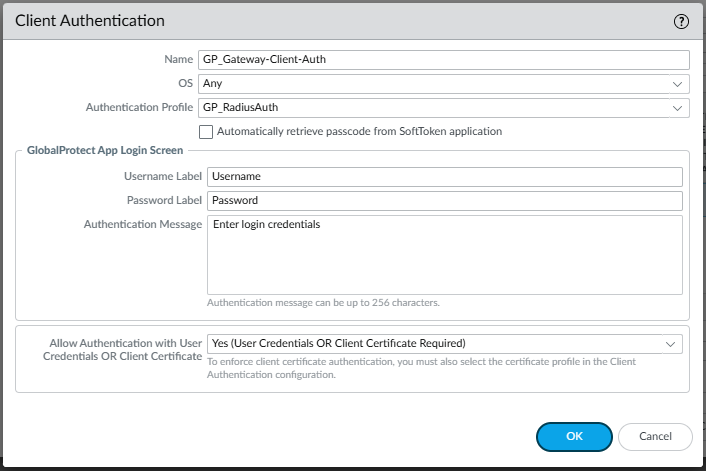 Client Authentication
?
Name GP_Gateway-Client-Auth
OS Any
Authentication Profile GP_RadiusAuth
Automatically retrieve passcode from SoftToken application
GlobalProtect App Login Screen
Username Label Username
Password Label Password
Authentication Message Enter login credentials
Authentication message can be up to 256 characters.
Allow Authentication with User
Credentials OR Client Certificate
Yes (User Credentials OR Client Certificate Required)
To enforce client certificate authentication, you must also select the certificate profile in the Client
Authentication configuration.
OK Cancel